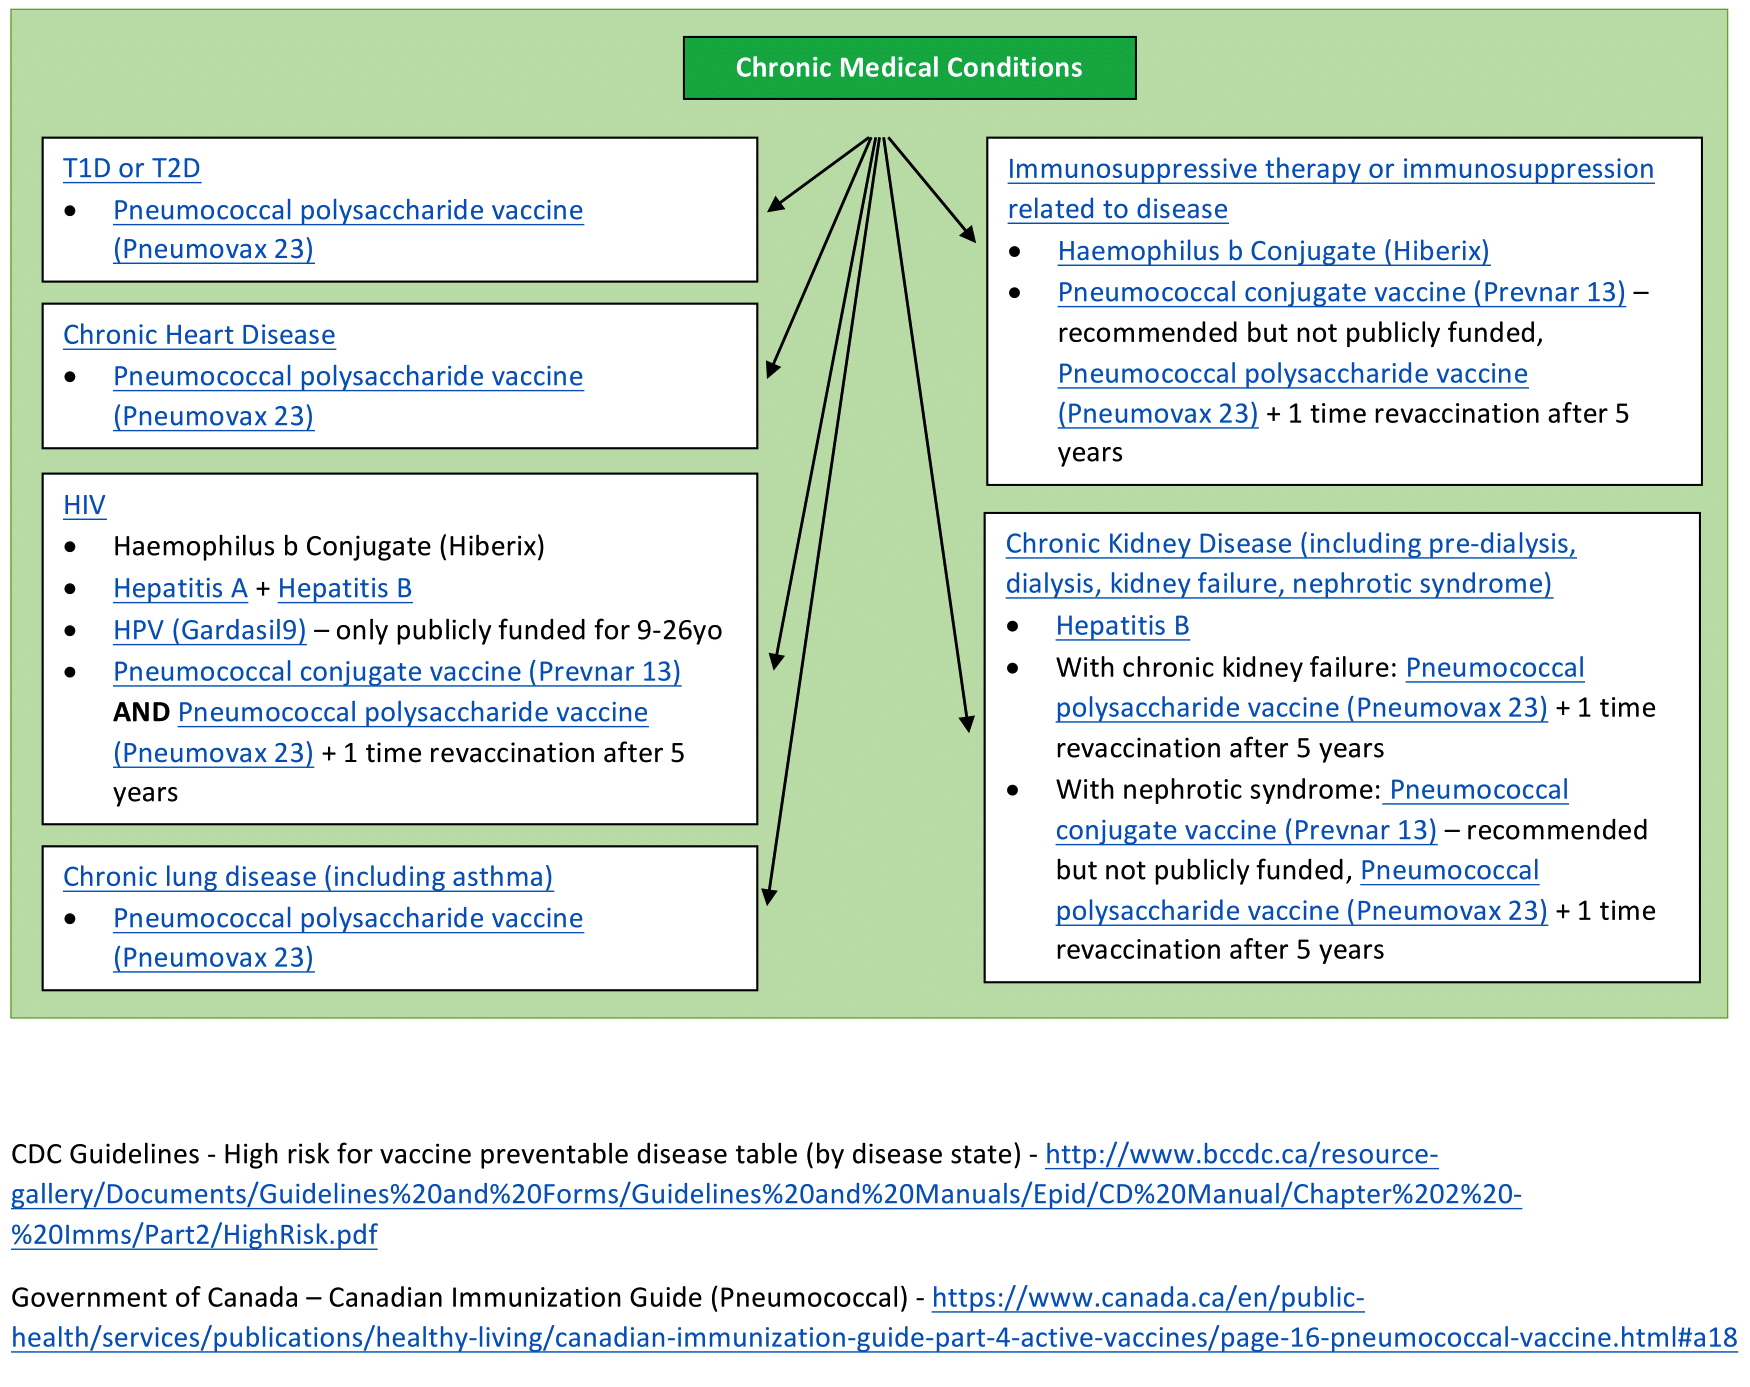 Chronic Medical Conditions
T1D or T2D
● Pneumococcal polysaccharide vaccine
(Pneumovax 23)
Chronic Heart Disease
● Pneumococcal polysaccharide vaccine
(Pneumovax 23)
HIV
● Haemophilus b Conjugate (Hiberix)
● Hepatitis A + Hepatitis B
● HPV (Gardasil9) – only publicly funded for 9-26yo
● Pneumococcal conjugate vaccine (Prevnar 13)
AND Pneumococcal polysaccharide vaccine
(Pneumovax 23) + 1 time revaccination after 5
years
Chronic lung disease (including asthma)
● Pneumococcal polysaccharide vaccine
(Pneumovax 23)
Immunosuppressive therapy or immunosuppression
related to disease
● Haemophilus b Conjugate (Hiberix)
● Pneumococcal conjugate vaccine (Prevnar 13) –
recommended but not publicly funded,
Pneumococcal polysaccharide vaccine
(Pneumovax 23) + 1 time revaccination after 5
years
Chronic Kidney Disease (including pre-dialysis,
dialysis, kidney failure, nephrotic syndrome)
● Hepatitis B
● With chronic kidney failure: Pneumococcal
polysaccharide vaccine (Pneumovax 23) + 1 time
revaccination after 5 years
● With nephrotic syndrome: Pneumococcal
conjugate vaccine (Prevnar 13) – recommended
but not publicly funded, Pneumococcal
polysaccharide vaccine (Pneumovax 23) + 1 time
revaccination after 5 years
CDC Guidelines - High risk for vaccine preventable disease table (by disease state) - http://www.bccdc.ca/resource-
gallery/Documents/Guidelines%20and%20Forms/Guidelines%20and%20Manuals/Epid/CD%20Manual/Chapter%202%20-
%20Imms/Part2/HighRisk.pdf
Government of Canada – Canadian Immunization Guide (Pneumococcal) - https://www.canada.ca/en/public-
health/services/publications/healthy-living/canadian-immunization-guide-part-4-active-vaccines/page-16-pneumococcal-vaccine.html#a18